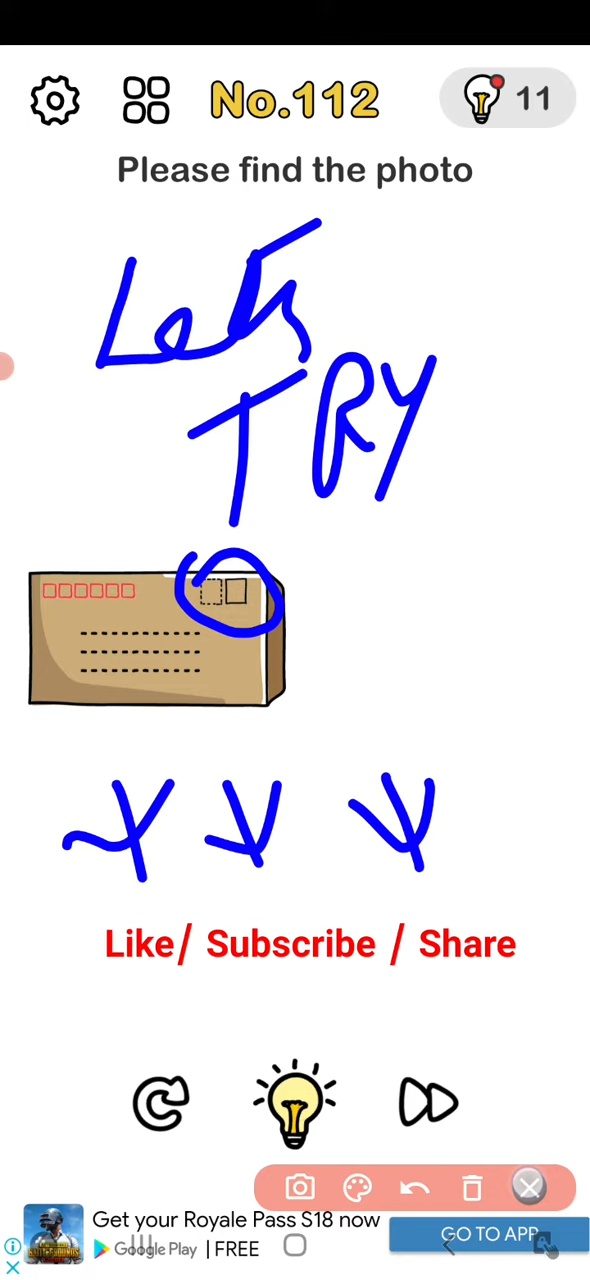 No.112
11
Please find the photo
Lets
TRY
Like/ Subscribe / Share
Get your Royale Pass S18 now
Google Play | FREE
GO TO APP